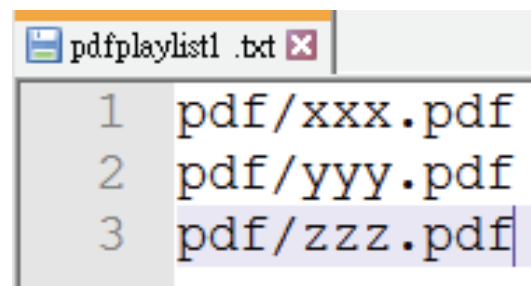 pdfplaylist1 .txt
1 pdf/xxx.pdf
2 pdf/yyy.pdf
3 pdf/zzz.pdf